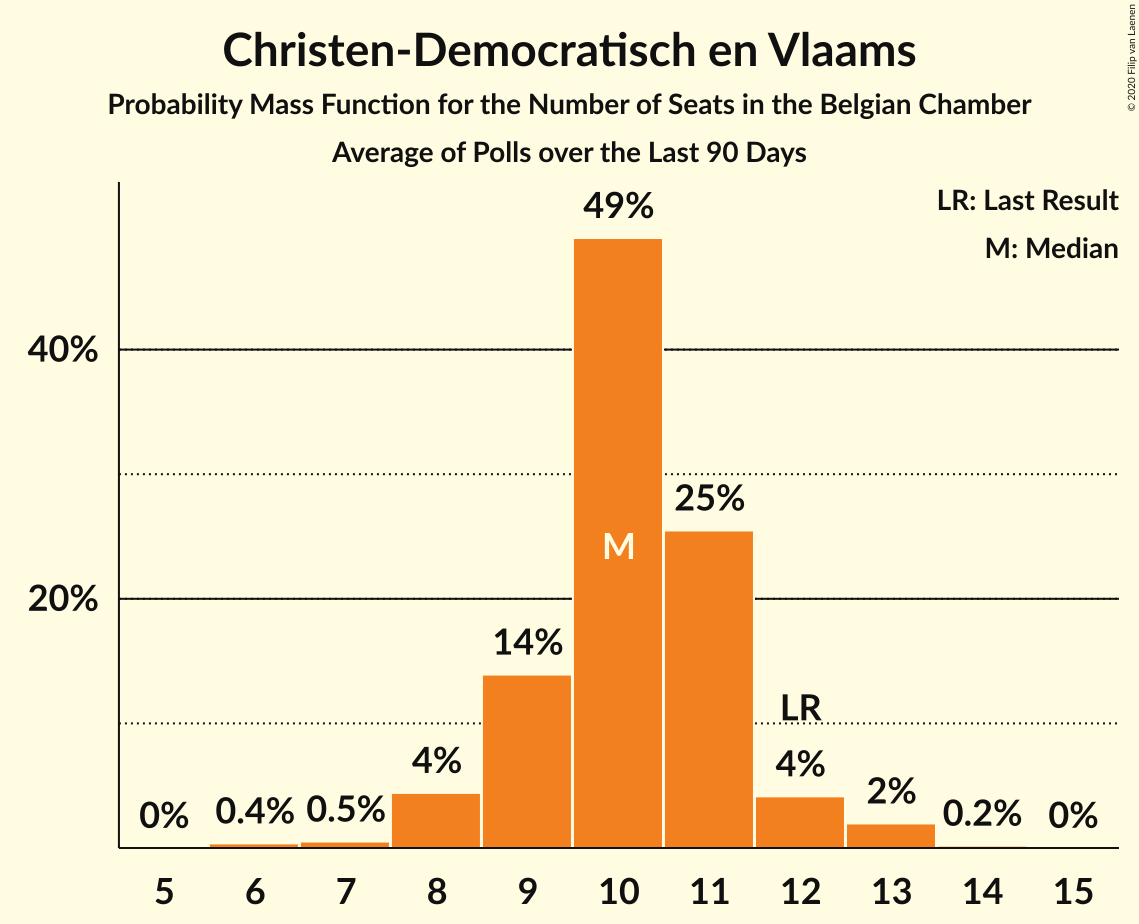 Christen-Democratisch en Vlaams
Probability Mass Function for the Number of Seats in the Belgian Chamber
Average of Polls over the Last 90 Days
© 2020 Filip van Laenen
LR: Last Result
M: Median
49%
40%
25%
M
20%
14%
LR
4%
4%
2%
0%
0.4%
0.5%
0.2%
0%
5 6 7 8 9 10 11 12 13 14 15